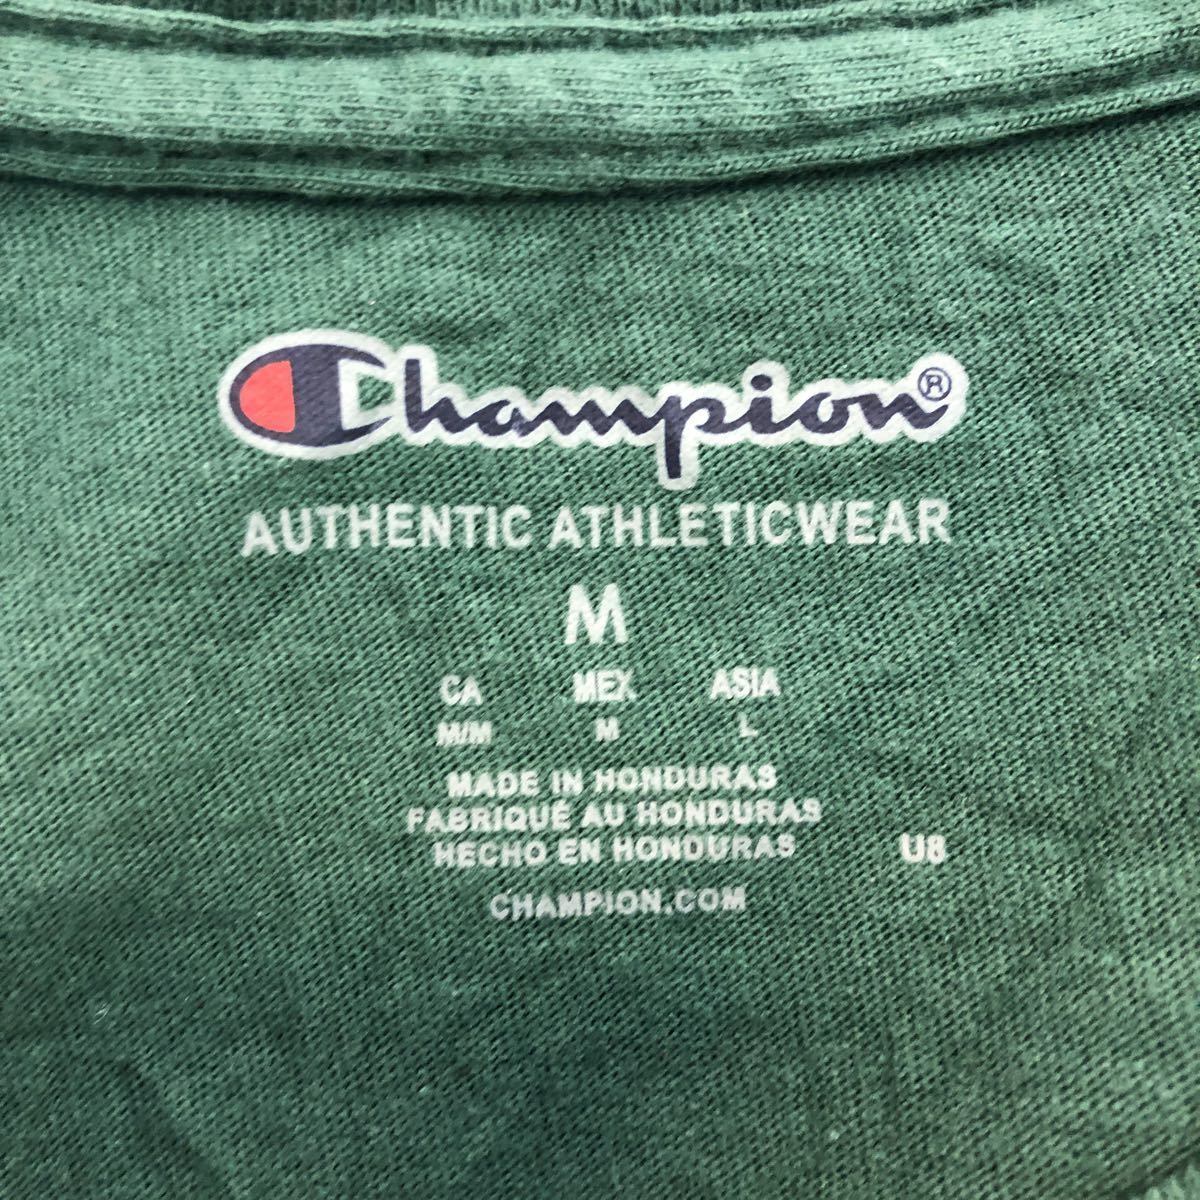 Champion®
AUTHENTIC ATHLETICWEAR
M
CA MEX ASIA
M/M M L
MADE IN HONDURAS
FABRIQUÉ AU HONDURAS
HECHO EN HONDURAS U8
CHAMPION.COM